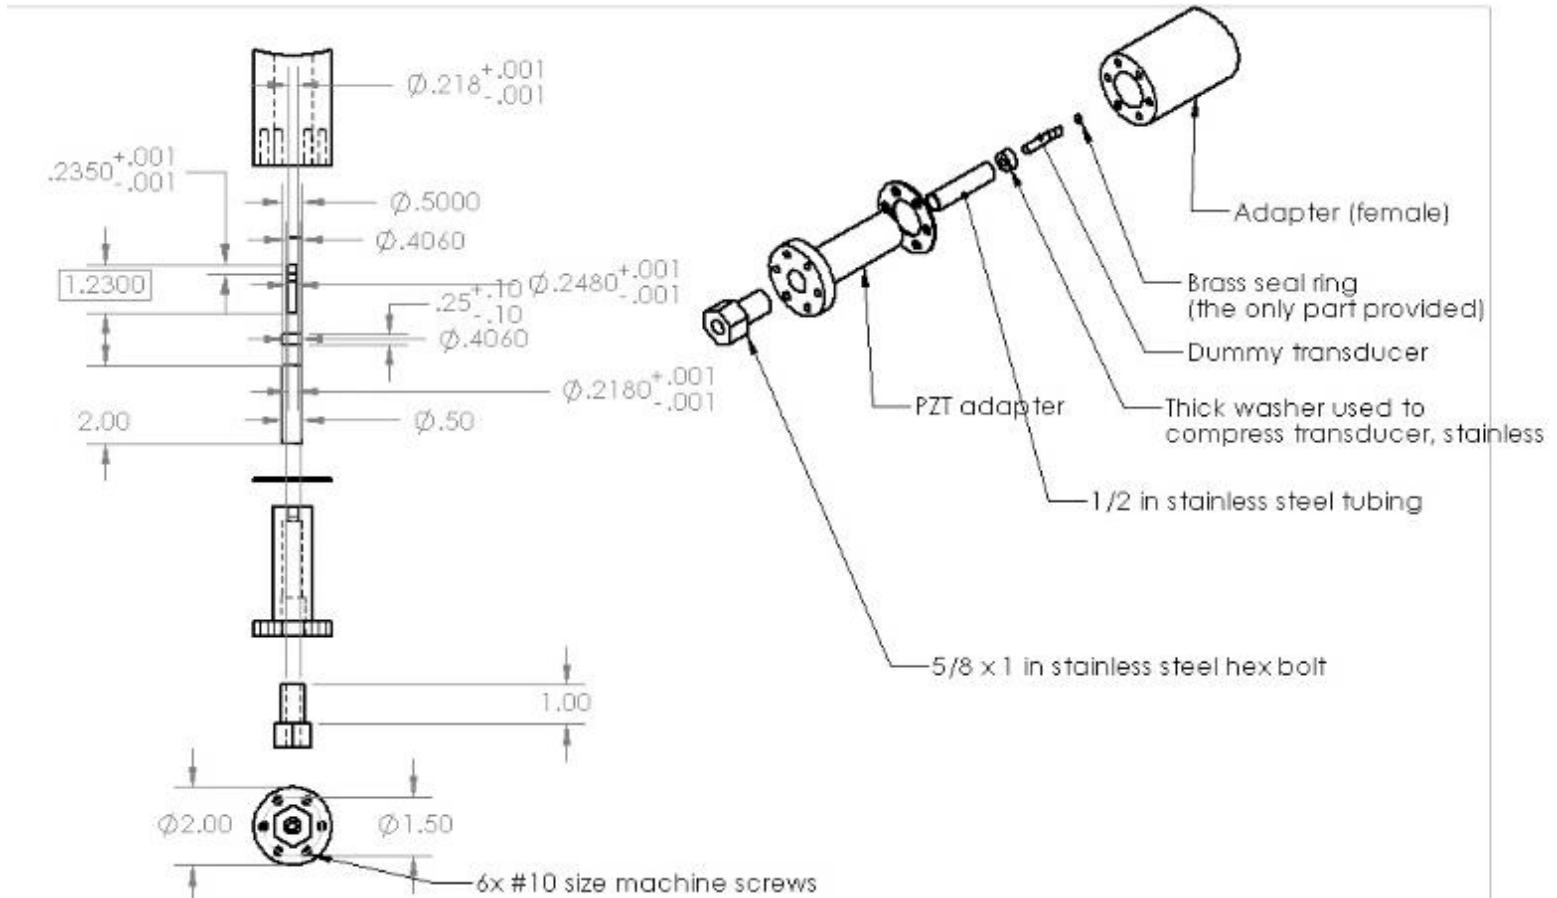 Ø.218 +.001 -.001
.2350 +.001 -.001
Ø.5000
Ø.4060
1.2300
Ø.2480 +.001 -.001
.25 +.10 -.10
Ø.4060
Ø.2180 +.001 -.001
2.00
Ø.50
1.00
Ø2.00
Ø1.50
6x #10 size machine screws
Adapter (female)
Brass seal ring
(the only part provided)
Dummy transducer
Thick washer used to
compress transducer, stainless
PZT adapter
1/2 in stainless steel tubing
5/8 x 1 in stainless steel hex bolt